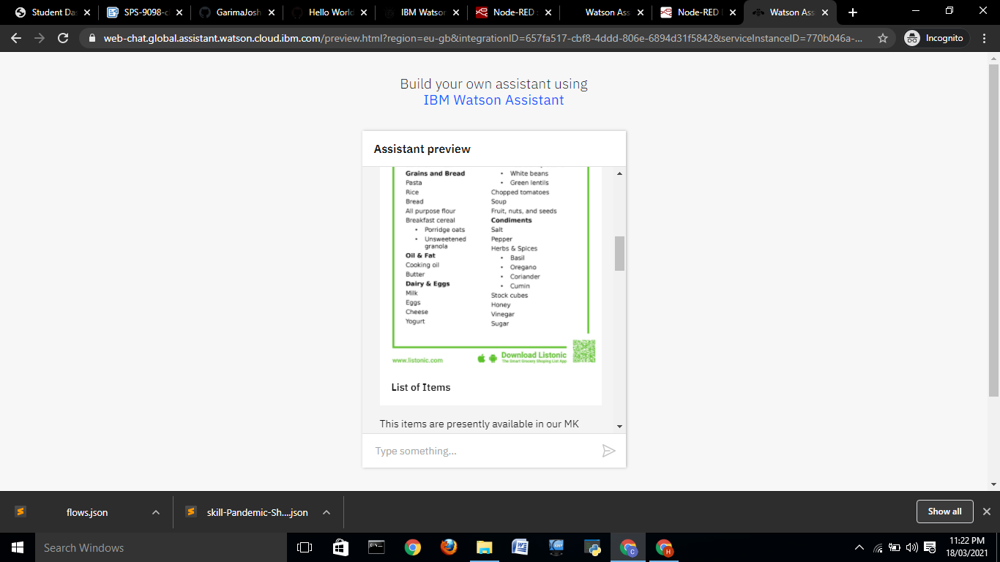 Student Da
SPS-9098-c
GarimaJosh
Hello World
IBM Watson
Node-RED
Watson Ass
Node-RED
Watson Ass
web-chat.global.assistant.watson.cloud.ibm.com/preview.html?region=eu-gb&integrationID=657fa517-cbf8-4ddd-806e-6894d31f5842&serviceInstanceID=770b046a-...
Incognito
Build your own assistant using
IBM Watson Assistant
Assistant preview
Grains and Bread
Pasta
Rice
Bread
All purpose flour
Breakfast cereal
• Porridge oats
• Unsweetened
granola
Oil & Fat
Cooking oil
Butter
Dairy & Eggs
Milk
Eggs
Cheese
Yogurt
• White beans
• Green lentils
Chopped tomatoes
Soup
Fruit, nuts, and seeds
Condiments
Salt
Pepper
Herbs & Spices
• Basil
• Oregano
• Coriander
• Cumin
Stock cubes
Honey
Vinegar
Sugar
www.listonic.com
Download Listonic
The Smart Grocery Shoping List App
List of Items
This items are presently available in our MK
Type something...
flows.json
skill-Pandemic-Sh....json
Show all
Search Windows
11:22 PM
18/03/2021